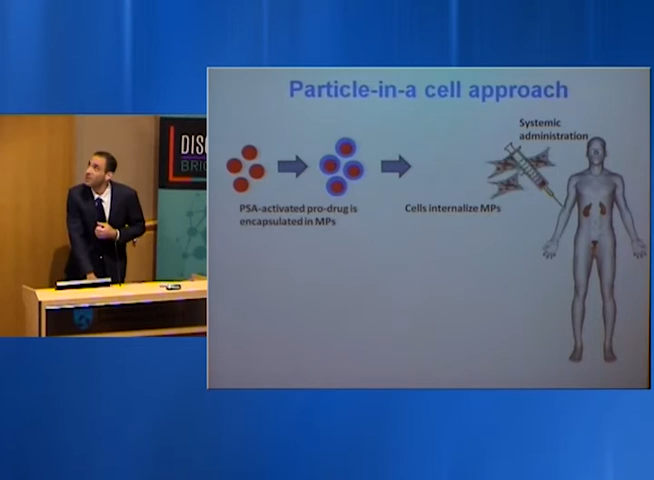 DISC
BRIG
Particle-in-a cell approach
Systemic
administration
PSA-activated pro-drug is
encapsulated in MPs
Cells internalize MPs